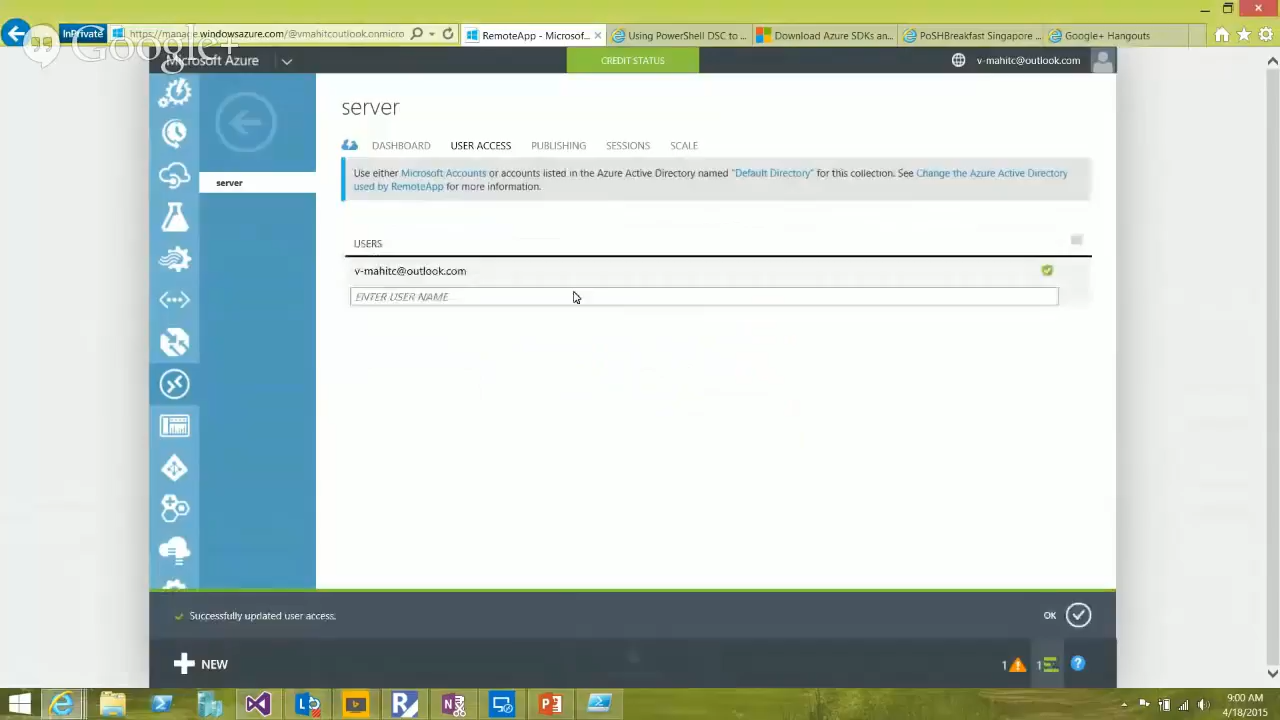 InPrivate
https://manage.windowsazure.com/@vmahitcoutlook.onmicro
RemoteApp - Microsof...
Using PowerShell DSC to ...
Download Azure SDKs an...
PoSHBreakfast Singapore ...
Google+ Hangouts
Google+
Microsoft Azure
CREDIT STATUS
v-mahitc@outlook.com
server
DASHBOARD USER ACCESS PUBLISHING SESSIONS SCALE
Use either Microsoft Accounts or accounts listed in the Azure Active Directory named "Default Directory" for this collection. See Change the Azure Active Directory
used by RemoteApp for more information.
server
USERS
v-mahitc@outlook.com
ENTER USER NAME
Successfully updated user access.
OK
NEW
1
1
?
9:00 AM
4/18/2015